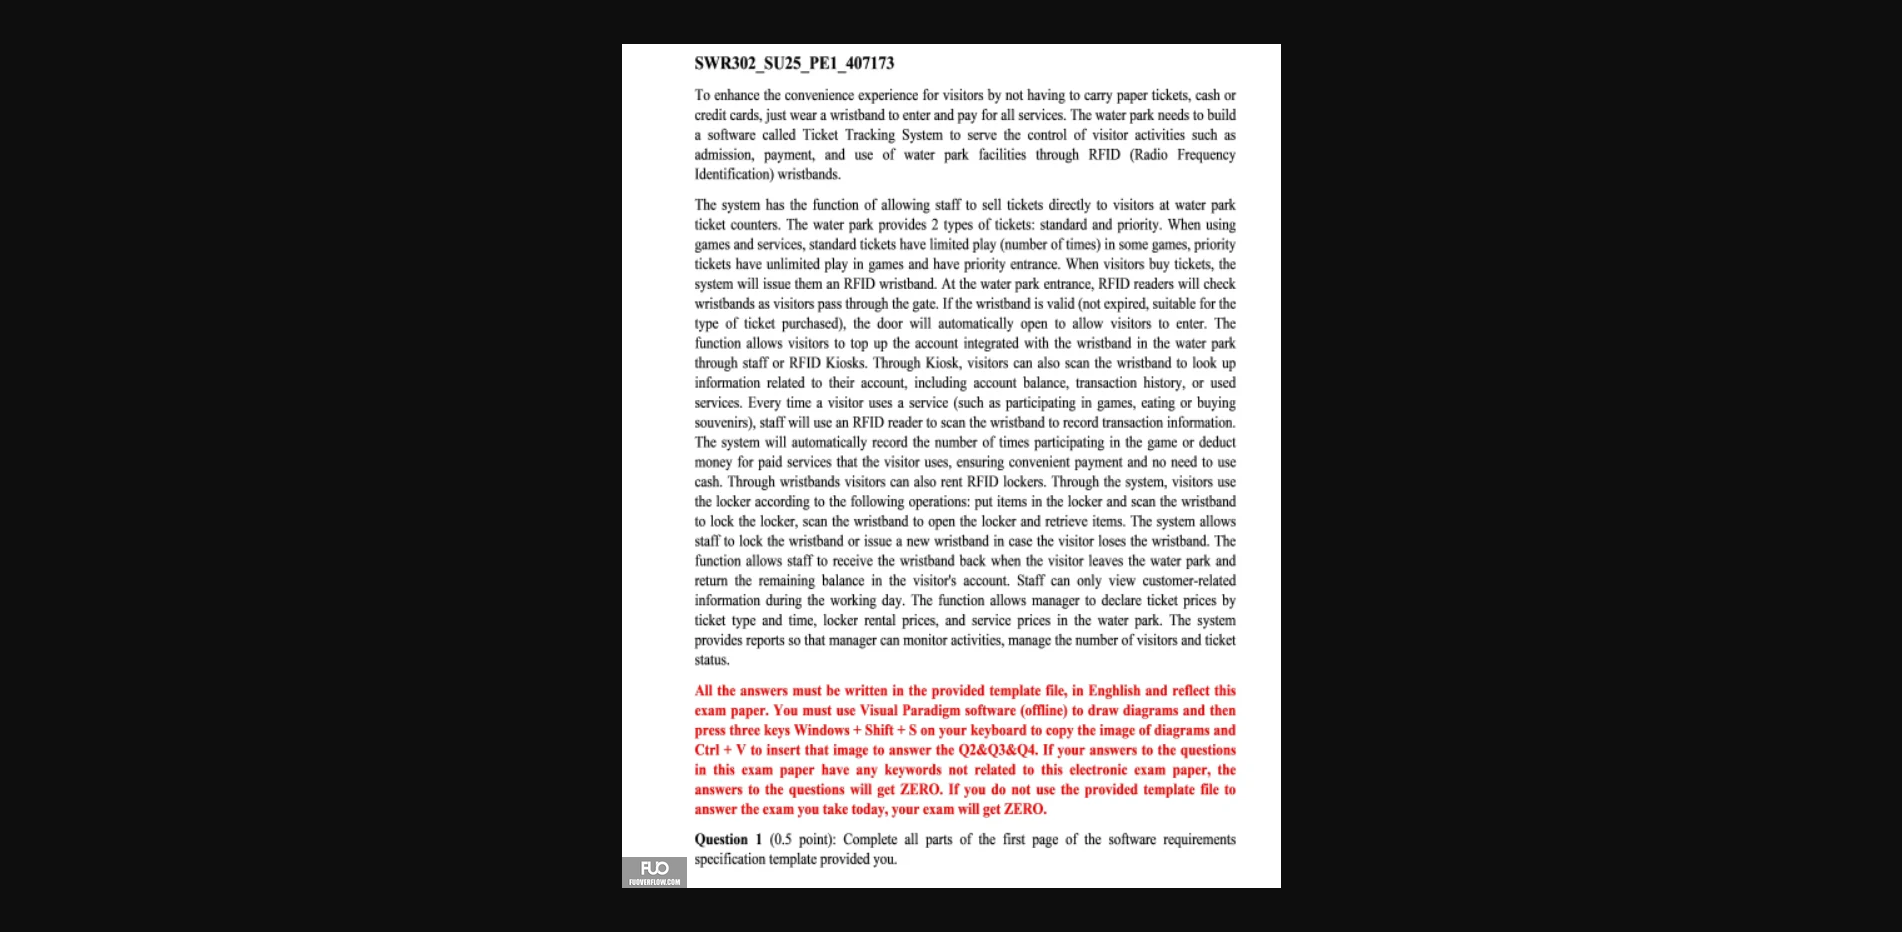 SWR302_SU25_PE1_407173
To enhance the convenience experience for visitors by not having to carry paper tickets, cash or
credit cards, just wear a wristband to enter and pay for all services. The water park needs to build
a software called Ticket Tracking System to serve the control of visitor activities such as
admission, payment, and use of water park facilities through RFID (Radio Frequency
Identification) wristbands.
The system has the function of allowing staff to sell tickets directly to visitors at water park
ticket counters. The water park provides 2 types of tickets: standard and priority. When using
games and services, standard tickets have limited play (number of times) in some games, priority
tickets have unlimited play in games and have priority entrance. When visitors buy tickets, the
system will issue them an RFID wristband. At the water park entrance, RFID readers will check
wristbands as visitors pass through the gate. If the wristband is valid (not expired, suitable for the
type of ticket purchased), the door will automatically open to allow visitors to enter. The
function allows visitors to top up the account integrated with the wristband in the water park
through staff or RFID Kiosks. Through Kiosk, visitors can also scan the wristband to look up
information related to their account, including account balance, transaction history, or used
services. Every time a visitor uses a service (such as participating in games, eating or buying
souvenirs), staff will use an RFID reader to scan the wristband to record transaction information.
The system will automatically record the number of times participating in the game or deduct
money for paid services that the visitor uses, ensuring convenient payment and no need to use
cash. Through wristbands visitors can also rent RFID lockers. Through the system, visitors use
the locker according to the following operations: put items in the locker and scan the wristband
to lock the locker, scan the wristband to open the locker and retrieve items. The system allows
staff to lock the wristband or issue a new wristband in case the visitor loses the wristband. The
function allows staff to receive the wristband back when the visitor leaves the water park and
return the remaining balance in the visitor's account. Staff can only view customer-related
information during the working day. The function allows manager to declare ticket prices by
ticket type and time, locker rental prices, and service prices in the water park. The system
provides reports so that manager can monitor activities, manage the number of visitors and ticket
status.
All the answers must be written in the provided template file, in Enghlish and reflect this
exam paper. You must use Visual Paradigm software (offline) to draw diagrams and then
press three keys Windows + Shift + S on your keyboard to copy the image of diagrams and
Ctrl + V to insert that image to answer the Q2&Q3&Q4. If your answers to the questions
in this exam paper have any keywords not related to this electronic exam paper, the
answers to the questions will get ZERO. If you do not use the provided template file to
answer the exam you take today, your exam will get ZERO.
Question 1 (0.5 point): Complete all parts of the first page of the software requirements
specification template provided you.
FUO
FUOVERFLOW.COM